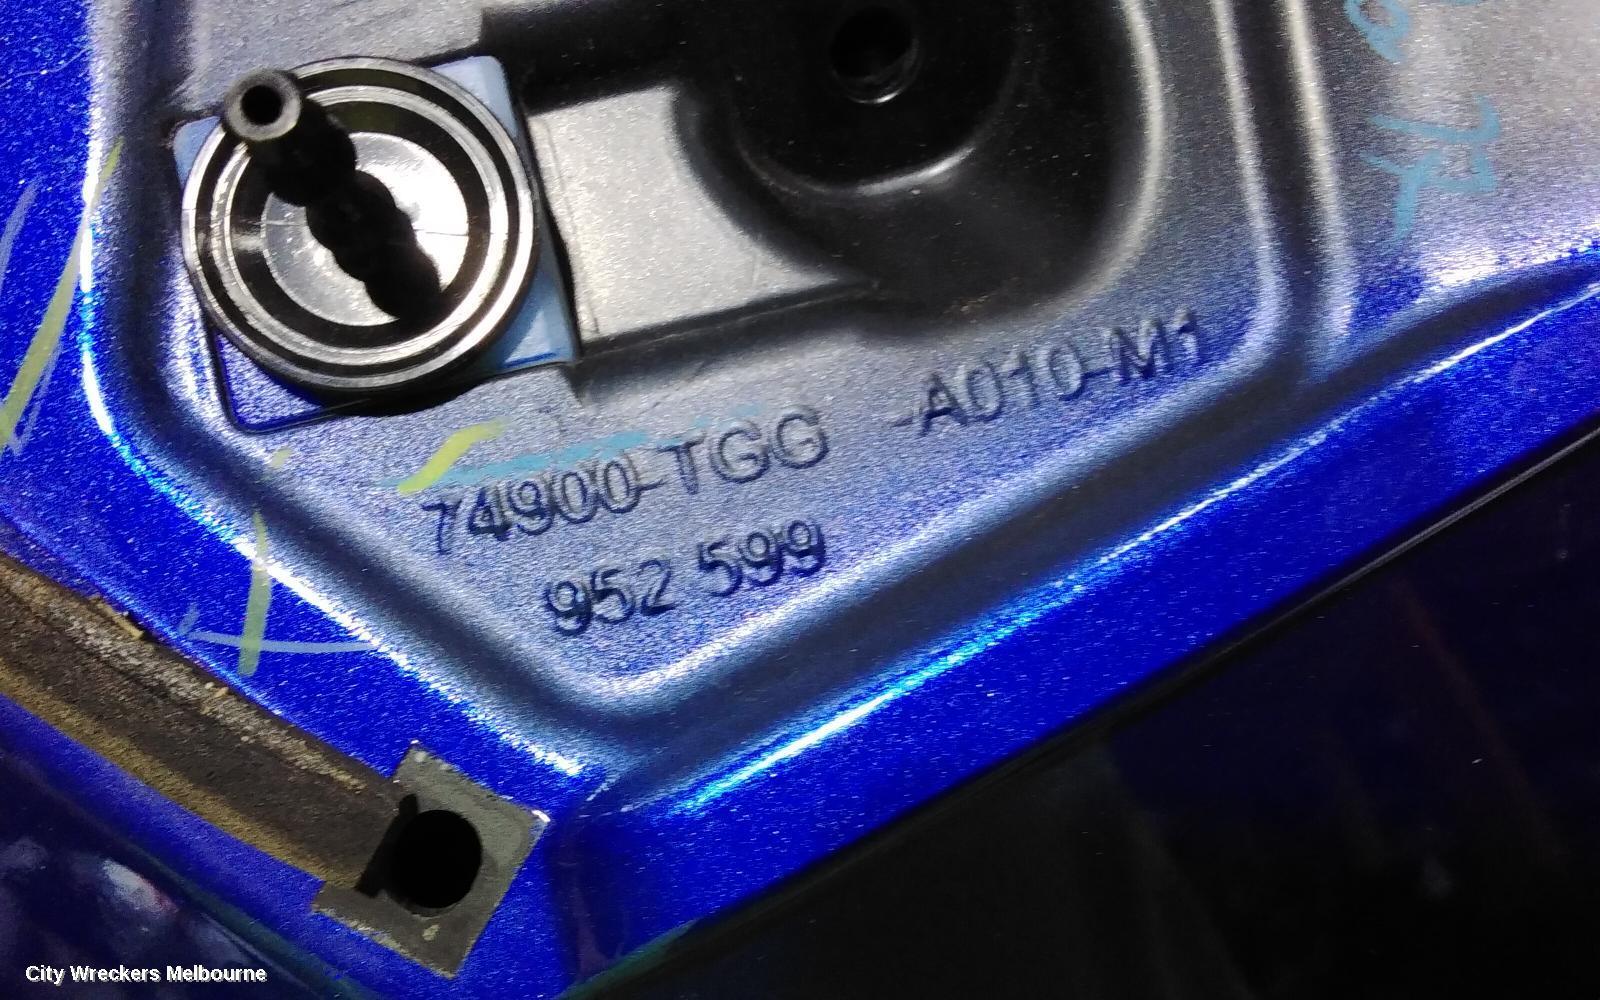 74900-TGG -A010-M1
952 599
City Wreckers Melbourne